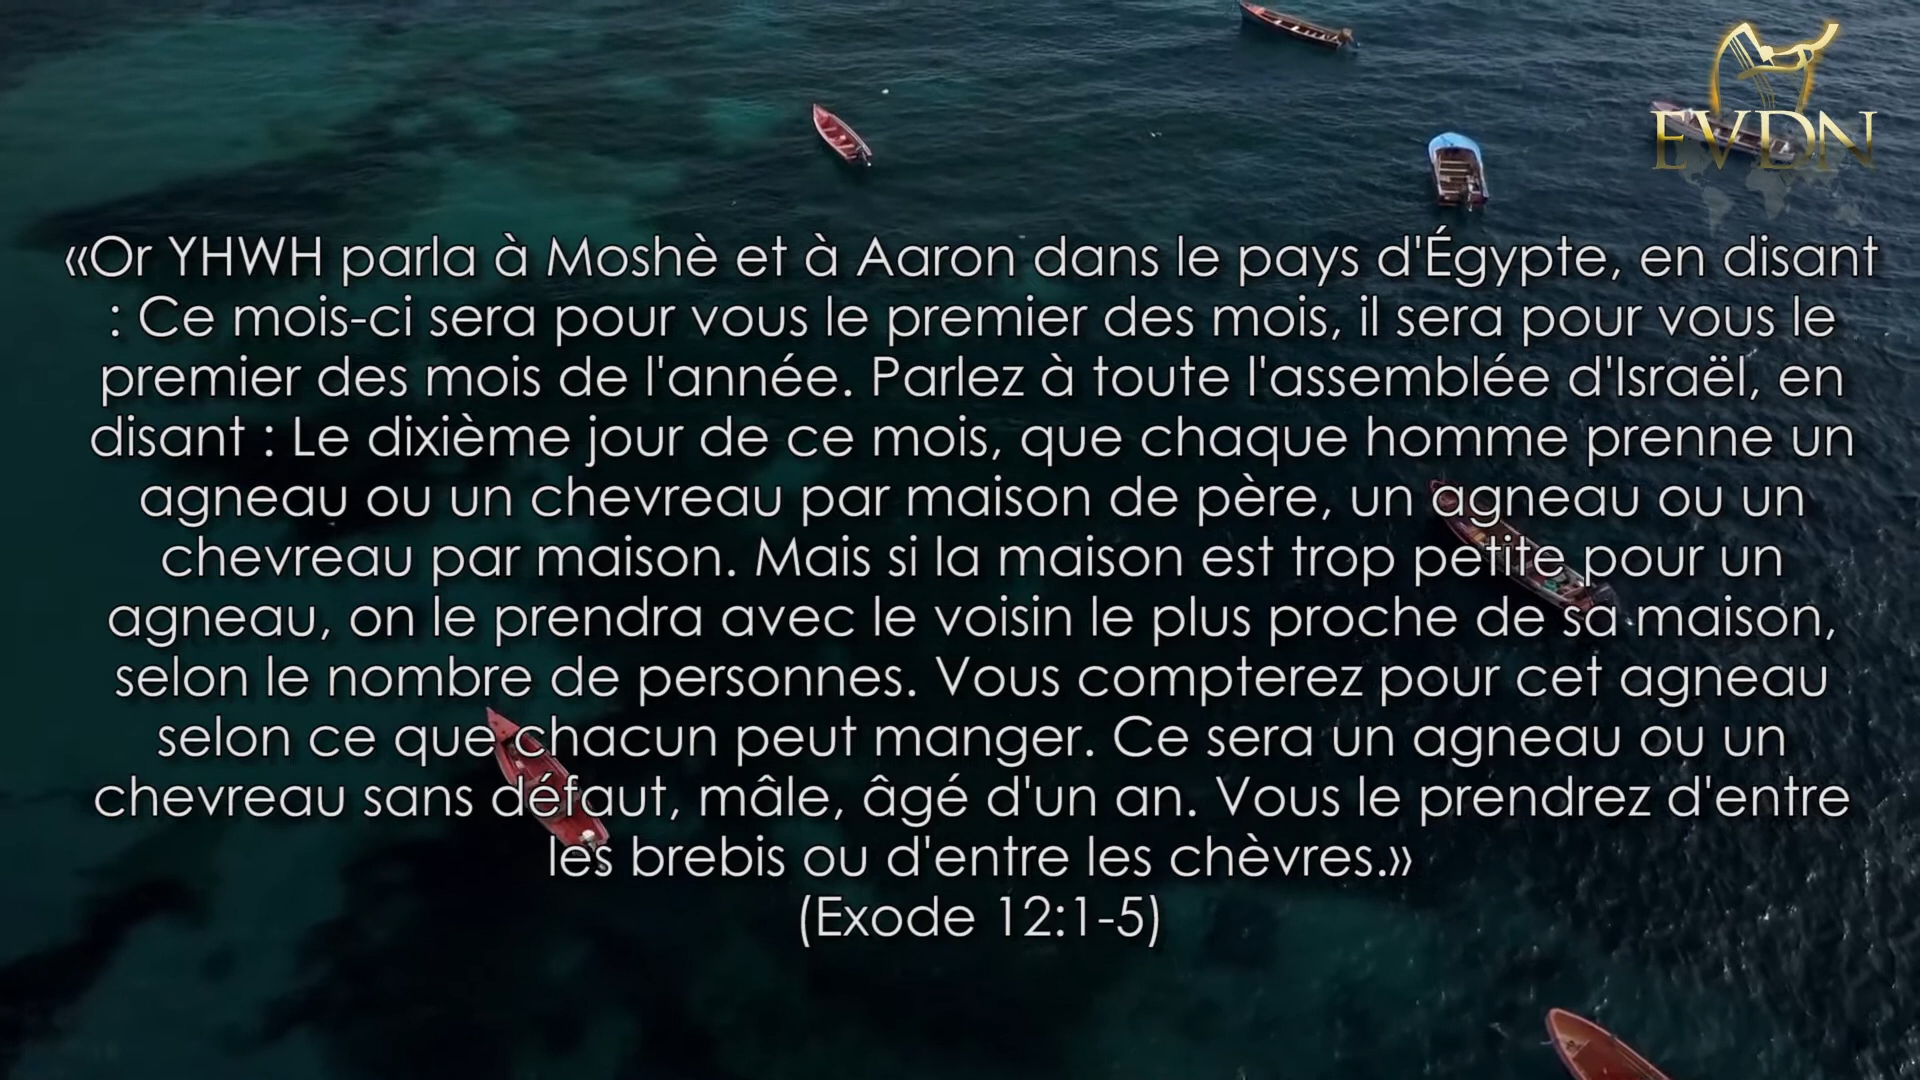 EVDN
«Or YHWH parla à Moshè et à Aaron dans le pays d'Égypte, en disant
: Ce mois-ci sera pour vous le premier des mois, il sera pour vous le
premier des mois de l'année. Parlez à toute l'assemblée d'Israël, en
disant : Le dixième jour de ce mois, que chaque homme prenne un
agneau ou un chevreau par maison de père, un agneau ou un
chevreau par maison. Mais si la maison est trop petite pour un
agneau, on le prendra avec le voisin le plus proche de sa maison,
selon le nombre de personnes. Vous compterez pour cet agneau
selon ce que chacun peut manger. Ce sera un agneau ou un
chevreau sans défaut, mâle, âgé d'un an. Vous le prendrez d'entre
les brebis ou d'entre les chèvres.»
(Exode 12:1-5)